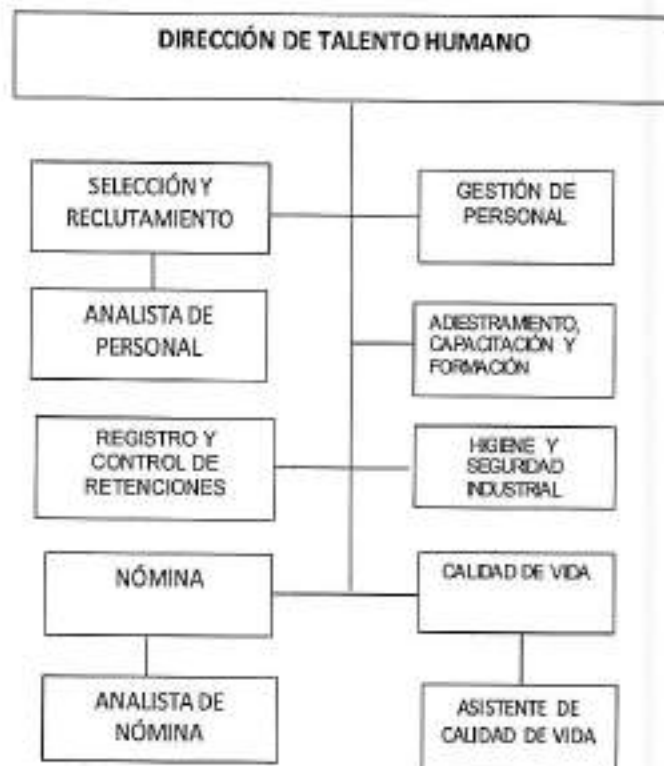 DIRECCIÓN DE TALENTO HUMANO
SELECCIÓN Y
RECLUTAMIENTO
GESTIÓN DE
PERSONAL
ANALISTA DE
PERSONAL
ADIESTRAMIENTO,
CAPACITACIÓN Y
FORMACIÓN
REGISTRO Y
CONTROL DE
RETENCIONES
HIGIENE Y
SEGURIDAD
INDUSTRIAL
NÓMINA
CALIDAD DE VIDA
ANALISTA DE
NÓMINA
ASISTENTE DE
CALIDAD DE VIDA